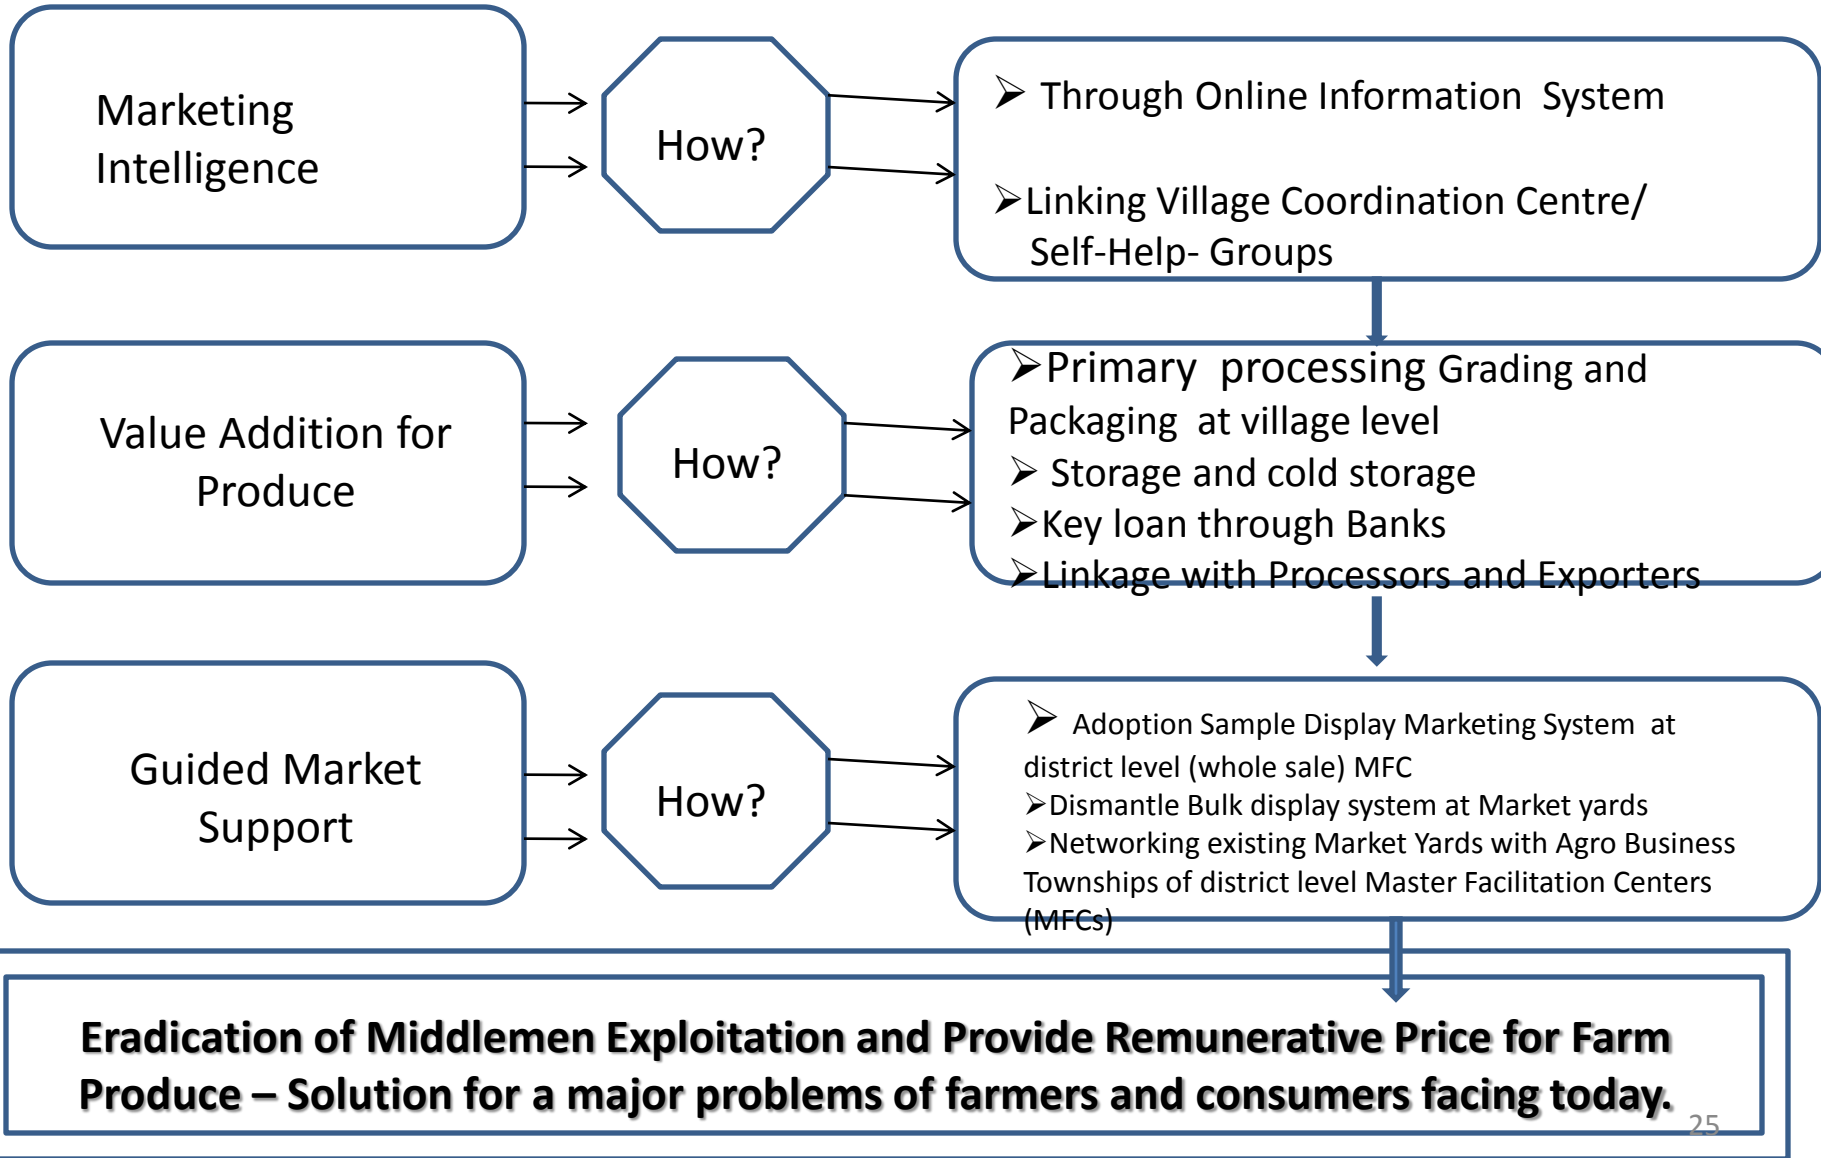 Marketing
Intelligence
How?
➢ Through Online Information System
➢Linking Village Coordination Centre/
Self-Help- Groups
Value Addition for
Produce
How?
➢Primary processing Grading and
Packaging at village level
➢ Storage and cold storage
➢Key loan through Banks
➢Linkage with Processors and Exporters
Guided Market
Support
How?
➢ Adoption Sample Display Marketing System at
district level (whole sale) MFC
➢Dismantle Bulk display system at Market yards
➢Networking existing Market Yards with Agro Business
Townships of district level Master Facilitation Centers
(MFCs)
Eradication of Middlemen Exploitation and Provide Remunerative Price for Farm
Produce – Solution for a major problems of farmers and consumers facing today.
25